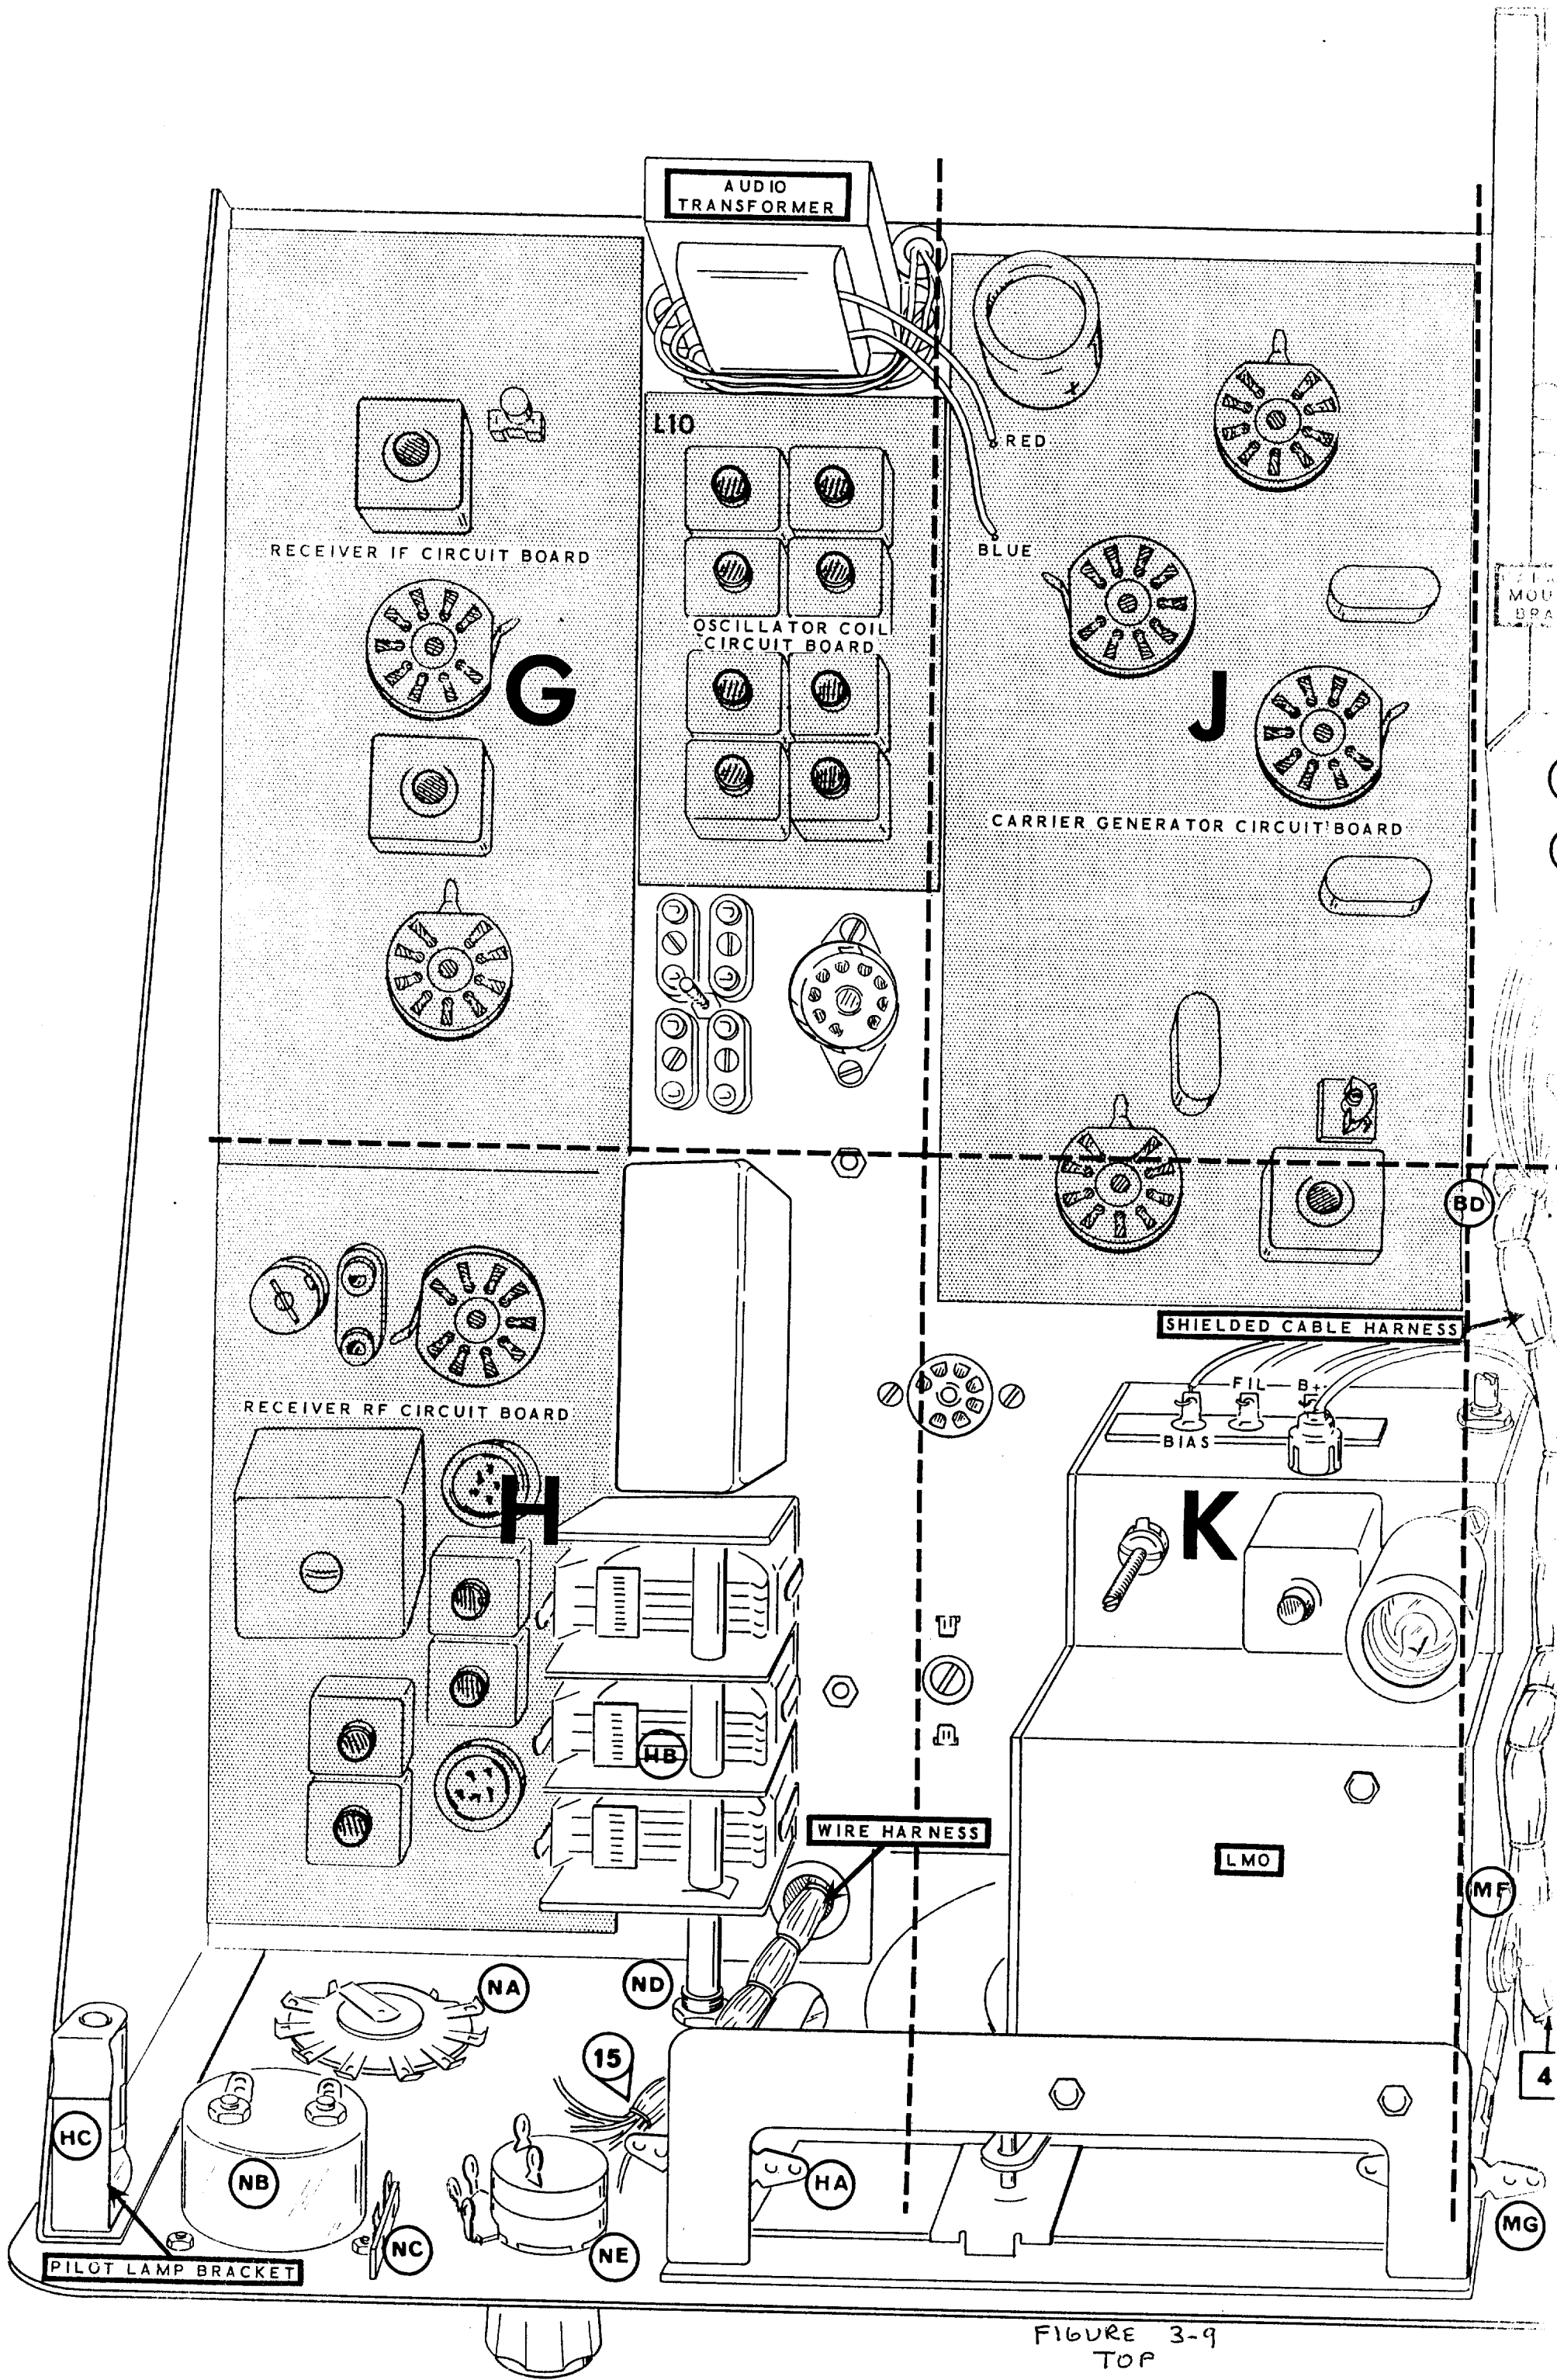 AUDIO
TRANSFORMER
L10
RED
RECEIVER IF CIRCUIT BOARD
BLUE
MOU
BRA
OSCILLATOR COIL
CIRCUIT BOARD
G
J
CARRIER GENERATOR CIRCUIT BOARD
BD
SHIELDED CABLE HARNESS
FIL
B+
RECEIVER RF CIRCUIT BOARD
BIAS
H
K
HB
WIRE HARNESS
LMO
MF
NA
ND
15
4
HC
NB
HA
NC
NE
MG
PILOT LAMP BRACKET
FIGURE 3-9
TOP